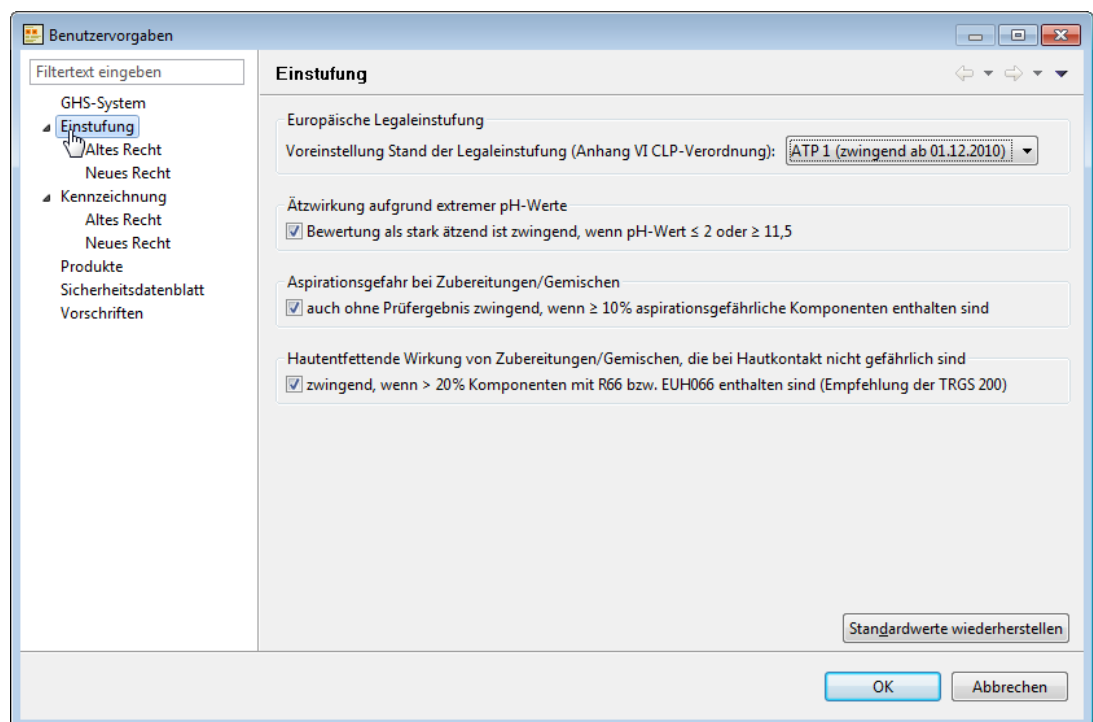 Benutzervorgaben
Filtertext eingeben
GHS-System
Einstufung
Altes Recht
Neues Recht
Kennzeichnung
Altes Recht
Neues Recht
Produkte
Sicherheitsdatenblatt
Vorschriften
Einstufung
Europäische Legaleinstufung
Voreinstellung Stand der Legaleinstufung (Anhang VI CLP-Verordnung): ATP 1 (zwingend ab 01.12.2010)
Ätzwirkung aufgrund extremer pH-Werte
Bewertung als stark ätzend ist zwingend, wenn pH-Wert ≤ 2 oder ≥ 11,5
Aspirationsgefahr bei Zubereitungen/Gemischen
auch ohne Prüfergebnis zwingend, wenn ≥ 10% aspirationsgefährliche Komponenten enthalten sind
Hautentfettende Wirkung von Zubereitungen/Gemischen, die bei Hautkontakt nicht gefährlich sind
zwingend, wenn > 20% Komponenten mit R66 bzw. EUH066 enthalten sind (Empfehlung der TRGS 200)
Standardwerte wiederherstellen
OK Abbrechen